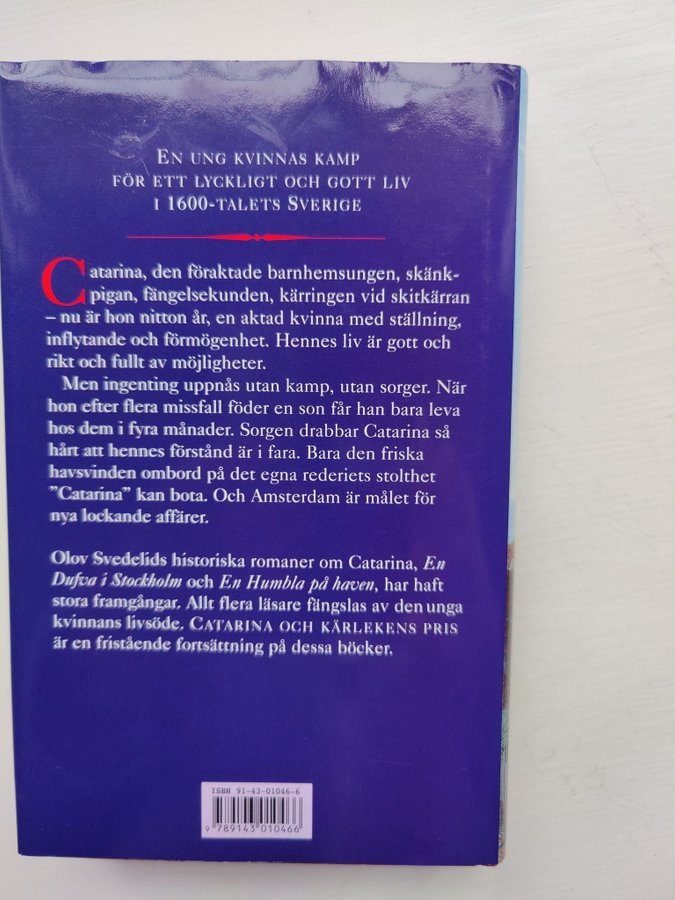 EN UNG KVINNAS KAMP
FÖR ETT LYCKLIGT OCH GOTT LIV
I 1600-TALETS SVERIGE
Catarina, den föraktade barnhemsungen, skänk-
pigan, fängelsekunden, kärringen vid skitkärran
– nu är hon nitton år, en aktad kvinna med ställning,
inflytande och förmögenhet. Hennes liv är gott och
rikt och fullt av möjligheter.
Men ingenting uppnås utan kamp, utan sorger. När
hon efter flera missfall föder en son får han bara leva
hos dem i fyra månader. Sorgen drabbar Catarina så
hårt att hennes förstånd är i fara. Bara den friska
havsvinden ombord på det egna rederiets stolthet
”Catarina” kan bota. Och Amsterdam är målet för
nya lockande affärer.
Olov Svedelids historiska romaner om Catarina, En
Dufva i Stockholm och En Humbla på haven, har haft
stora framgångar. Allt flera läsare fängslas av den unga
kvinnans livsöde. CATARINA OCH KÄRLEKENS PRIS
är en fristående fortsättning på dessa böcker.
ISBN 91-43-01046-6
9 789143 010466